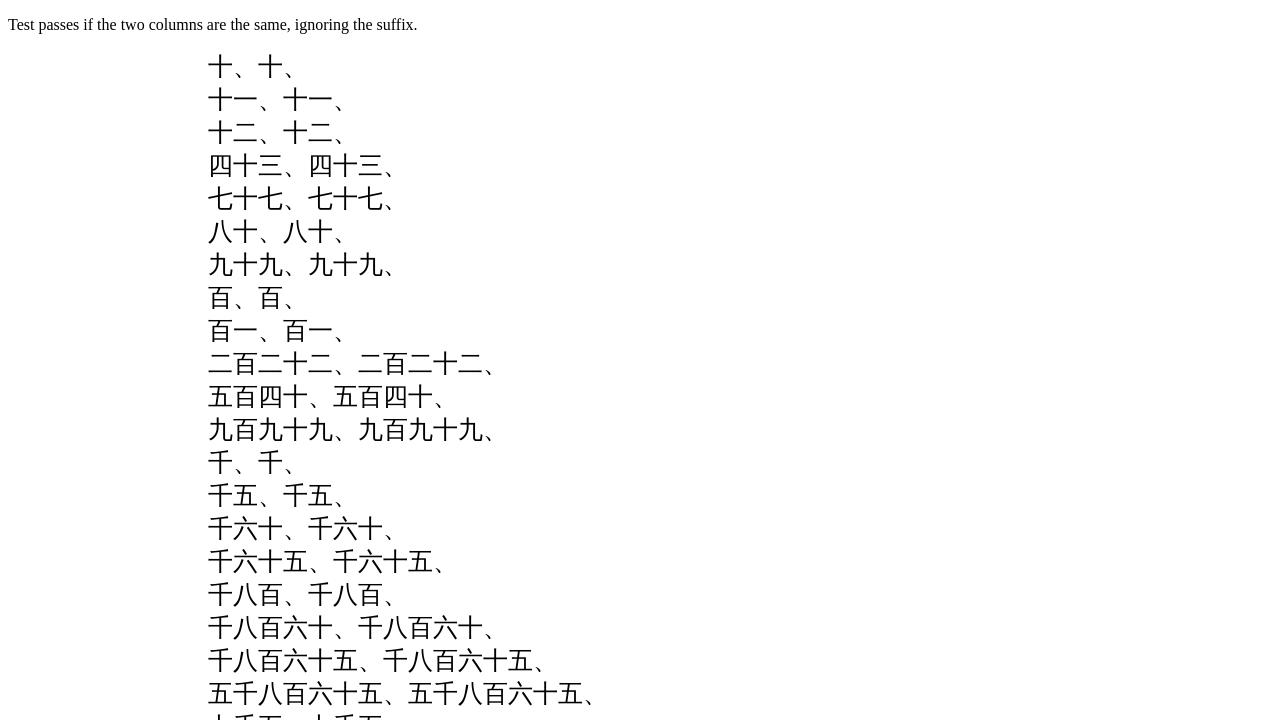 Test passes if the two columns are the same, ignoring the suffix.
十、十、
十一、十一、
十二、十二、
四十三、四十三、
七十七、七十七、
八十、八十、
九十九、九十九、
百、百、
百一、百一、
二百二十二、二百二十二、
五百四十、五百四十、
九百九十九、九百九十九、
千、千、
千五、千五、
千六十、千六十、
千六十五、千六十五、
千八百、千八百、
千八百六十、千八百六十、
千八百六十五、千八百六十五、
五千八百六十五、五千八百六十五、